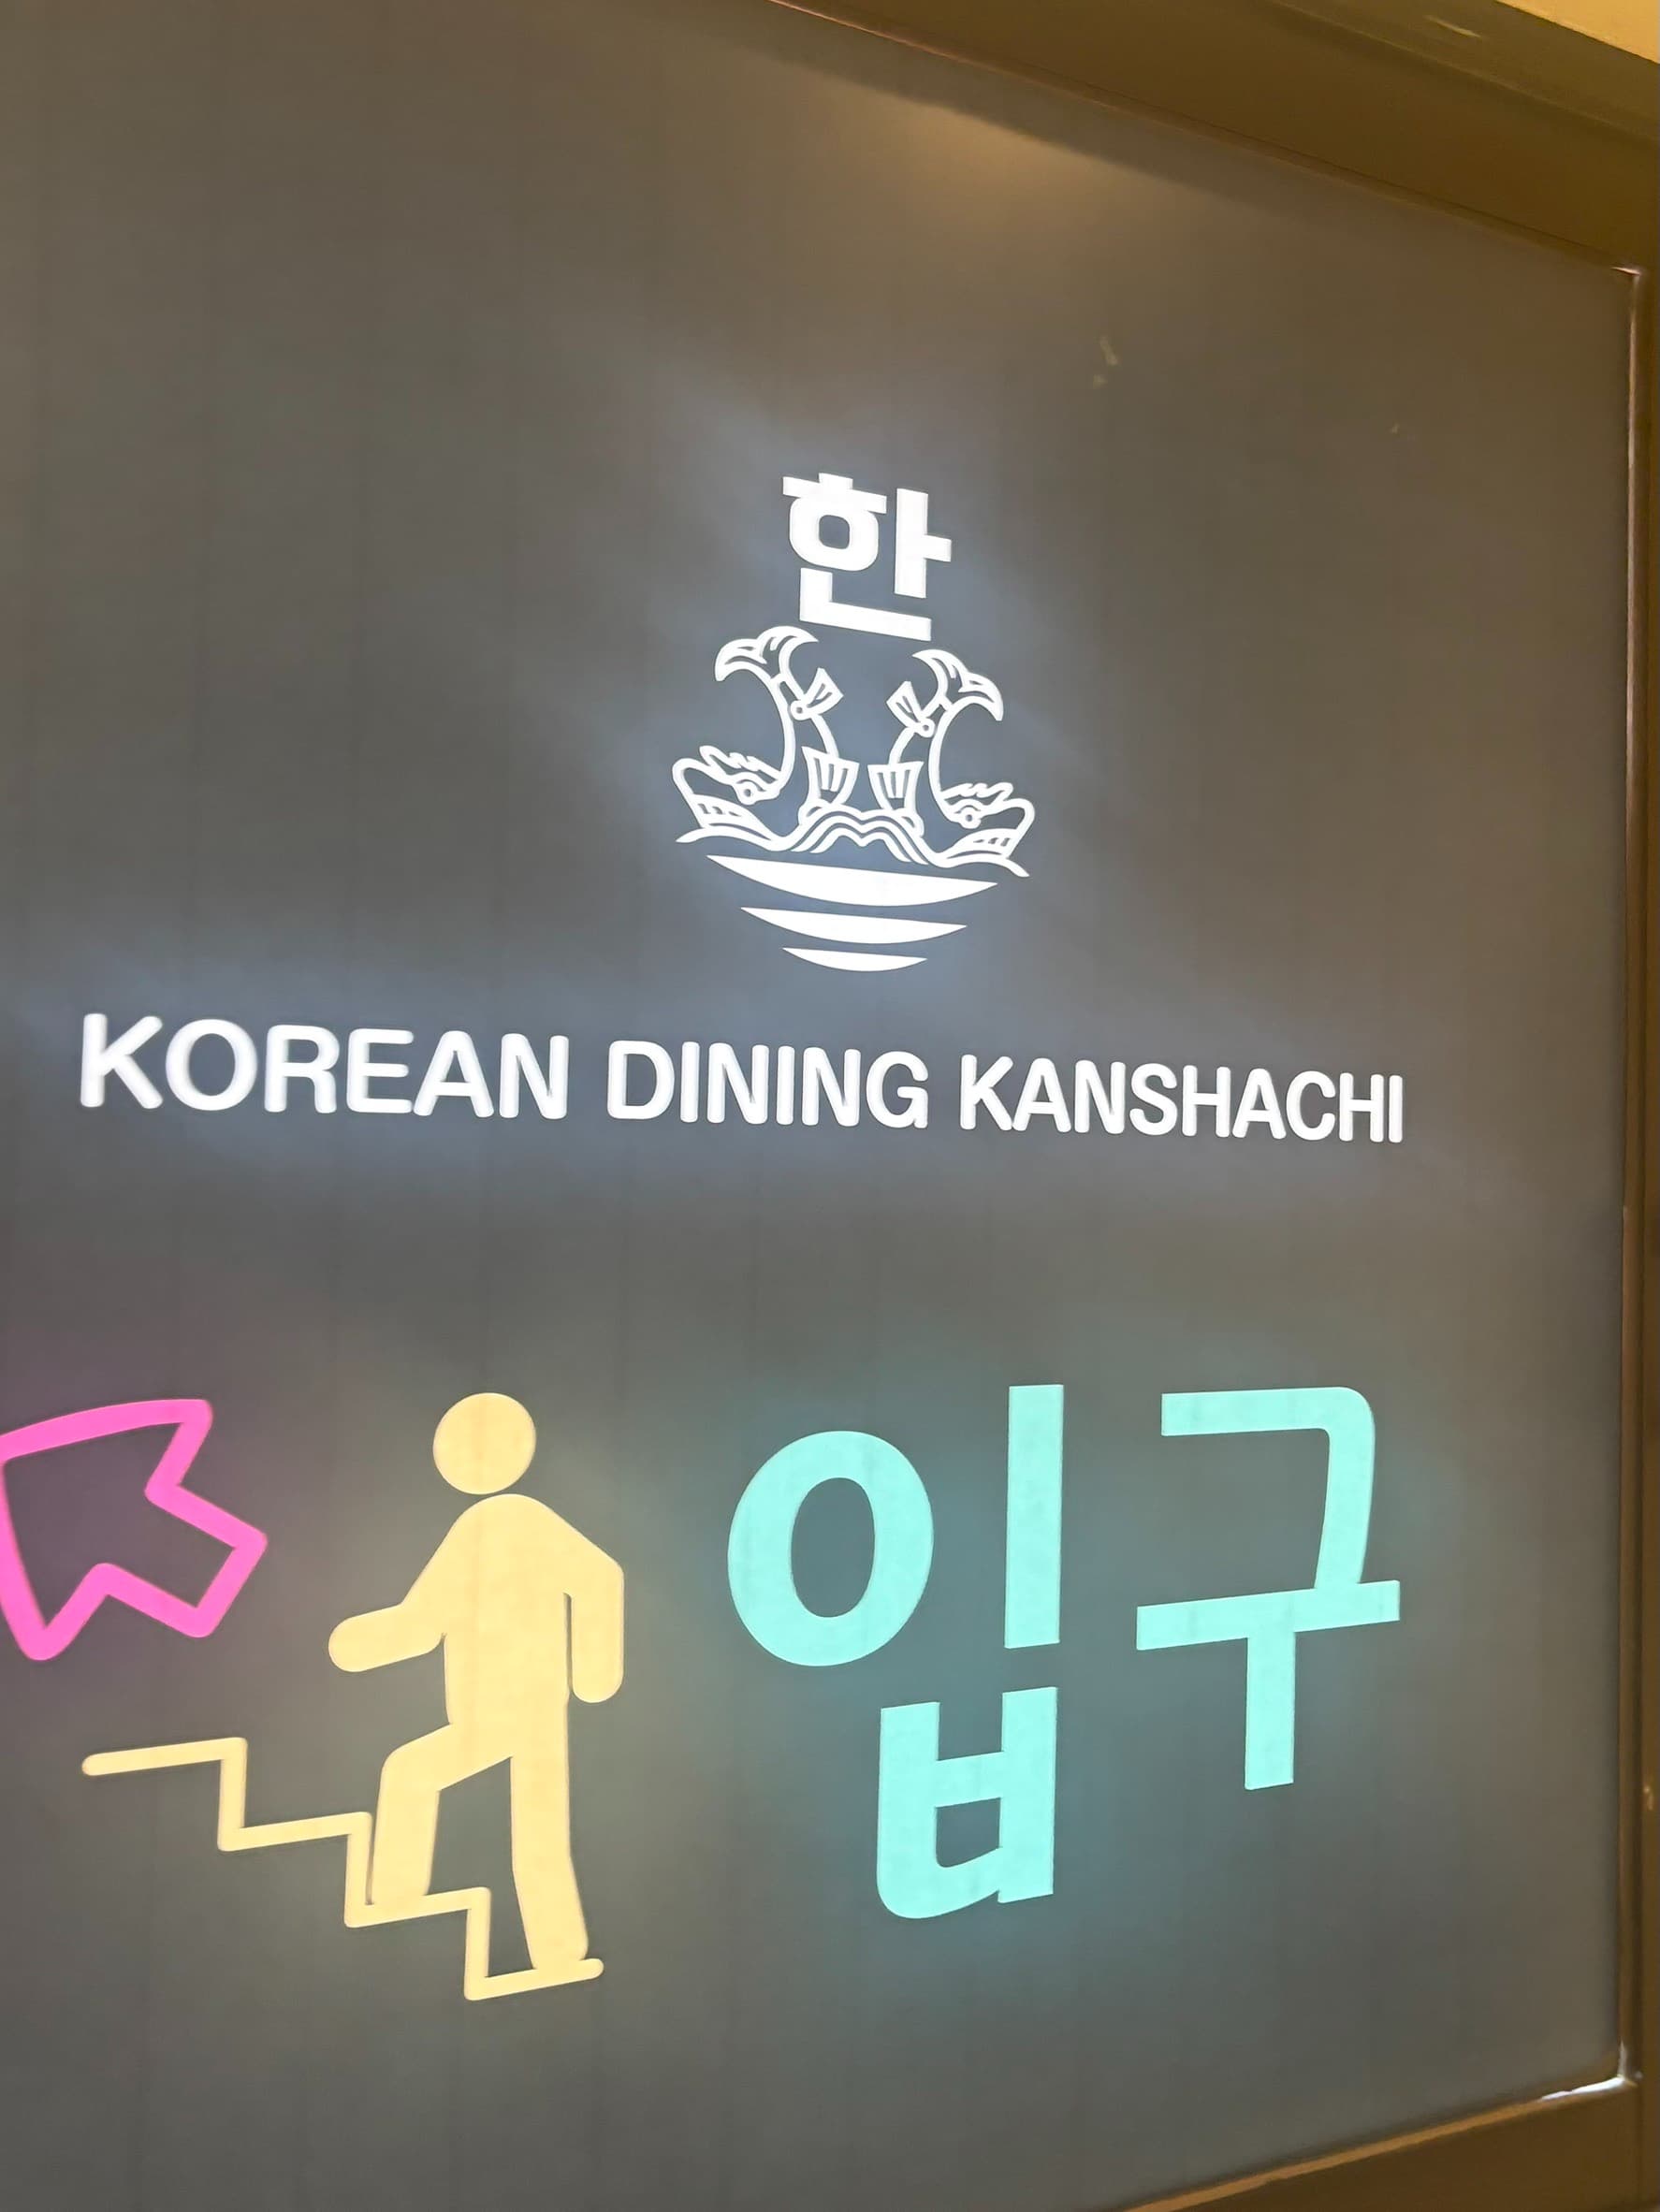 한
KOREAN DINING KANSHACHI
입구